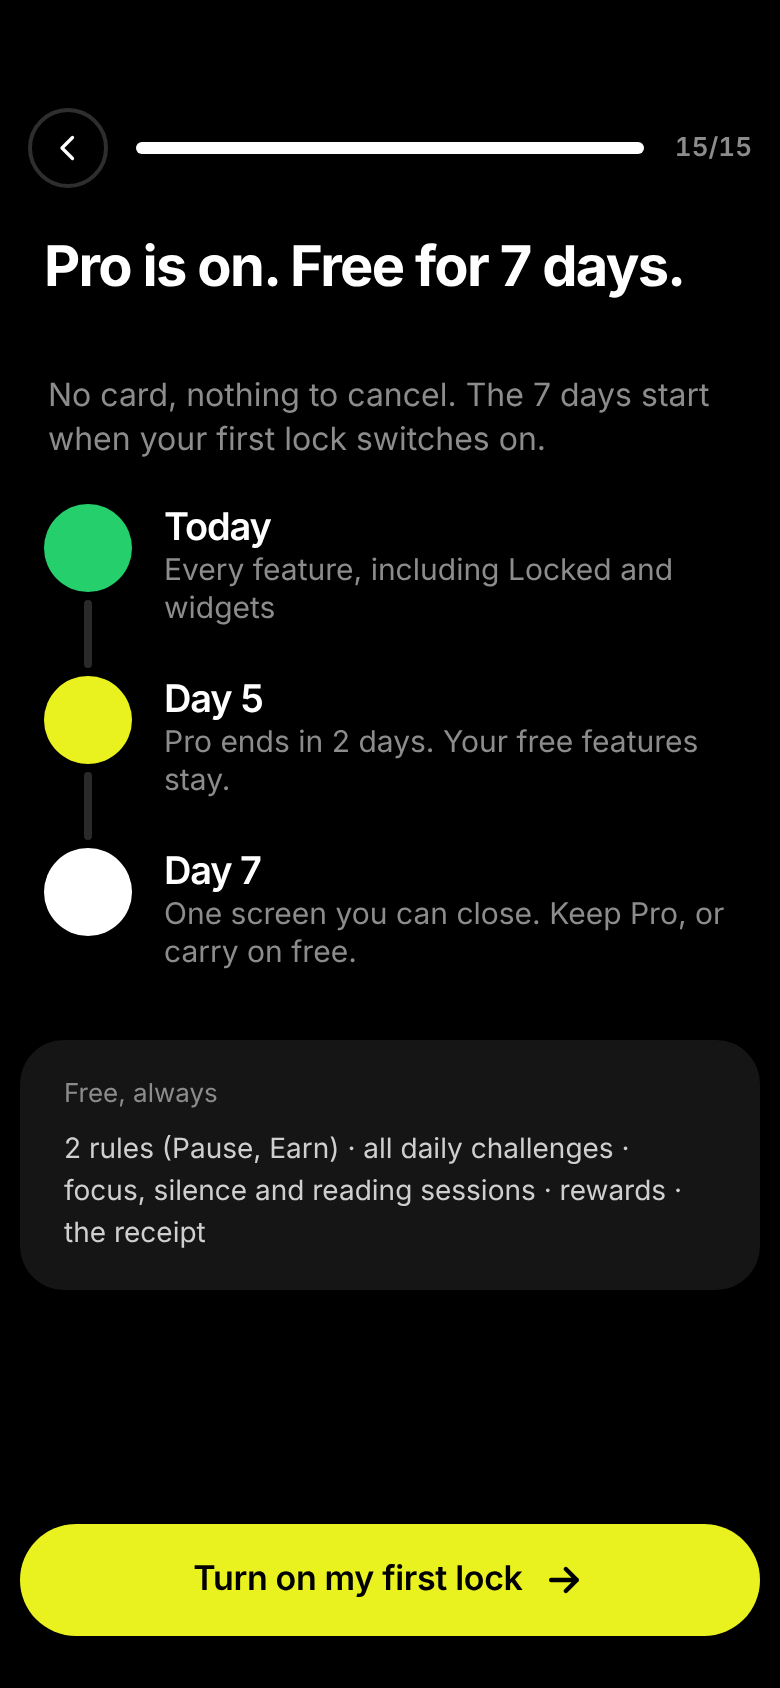 15/15
Pro is on. Free for 7 days.
No card, nothing to cancel. The 7 days start
when your first lock switches on.
Today
Every feature, including Locked and
widgets
Day 5
Pro ends in 2 days. Your free features
stay.
Day 7
One screen you can close. Keep Pro, or
carry on free.
Free, always
2 rules (Pause, Earn) · all daily challenges ·
focus, silence and reading sessions · rewards ·
the receipt
Turn on my first lock →